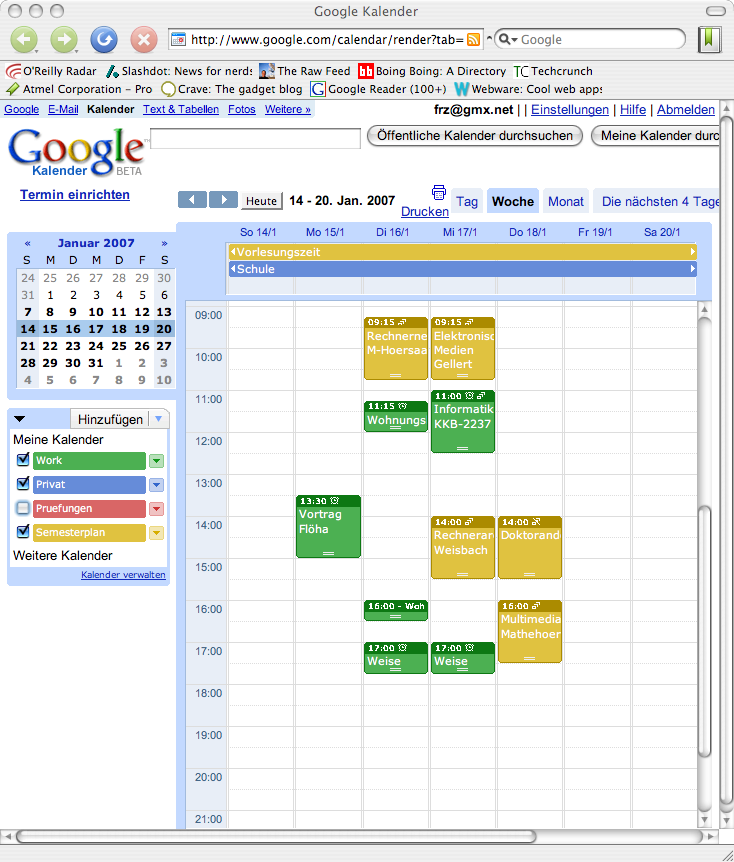 Google Kalender
http://www.google.com/calendar/render?tab=
Google
O'Reilly Radar Slashdot: News for nerds The Raw Feed Boing Boing: A Directory Techcrunch
Atmel Corporation - Pro Crave: The gadget blog Google Reader (100+) Webware: Cool web apps
Google E-Mail Kalender Text & Tabellen Fotos Weitere » frz@gmx.net | | Einstellungen | Hilfe | Abmelden
Google Kalender BETA
Öffentliche Kalender durchsuchen Meine Kalender durc
Termin einrichten
Heute 14 - 20. Jan. 2007 Drucken Tag Woche Monat Die nächsten 4 Tage
« Januar 2007 »
S M D M D F S
24 25 26 27 28 29 30
31 1 2 3 4 5 6
7 8 9 10 11 12 13
14 15 16 17 18 19 20
21 22 23 24 25 26 27
28 29 30 31 1 2 3
4 5 6 7 8 9 10
Hinzufügen
Meine Kalender
Work
Privat
Pruefungen
Semesterplan
Weitere Kalender
Kalender verwalten
So 14/1 Mo 15/1 Di 16/1 Mi 17/1 Do 18/1 Fr 19/1 Sa 20/1
Vorlesungszeit
Schule
09:00
09:15
Rechnerne
M-Hoersaa
09:15
Elektronisc
Medien
Gellert
10:00
11:00
11:15
Wohnungs
11:00
Informatik
KKB-2237
12:00
13:00
13:30
Vortrag
Flöha
14:00
14:00
Rechnerar
Weisbach
14:00
Doktorand
15:00
16:00
16:00 - Woh
16:00
Multimedia
Mathehoer
17:00
17:00
Weise
17:00
Weise
18:00
19:00
20:00
21:00